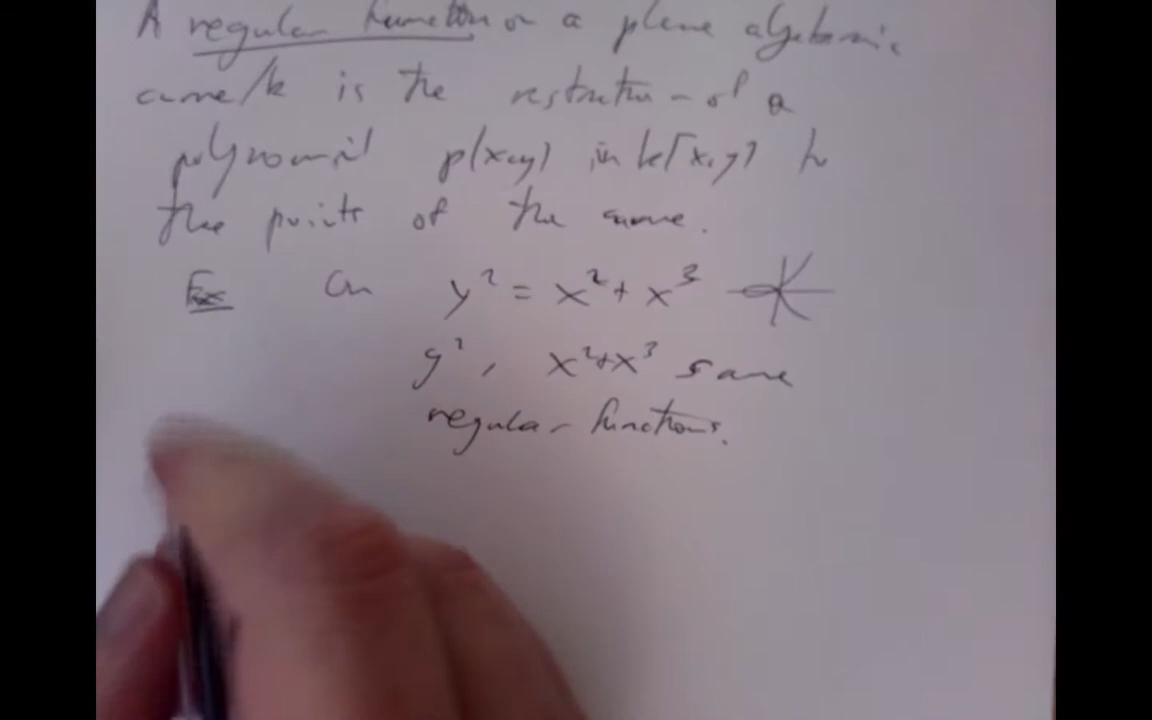 A regular function on a plane algebraic
curve/k is the restriction of a
polynomial p(x,y) in k[x,y] to
the points of the curve.
Ex On y² = x² + x³
y², x²+x³ same
regular functions.